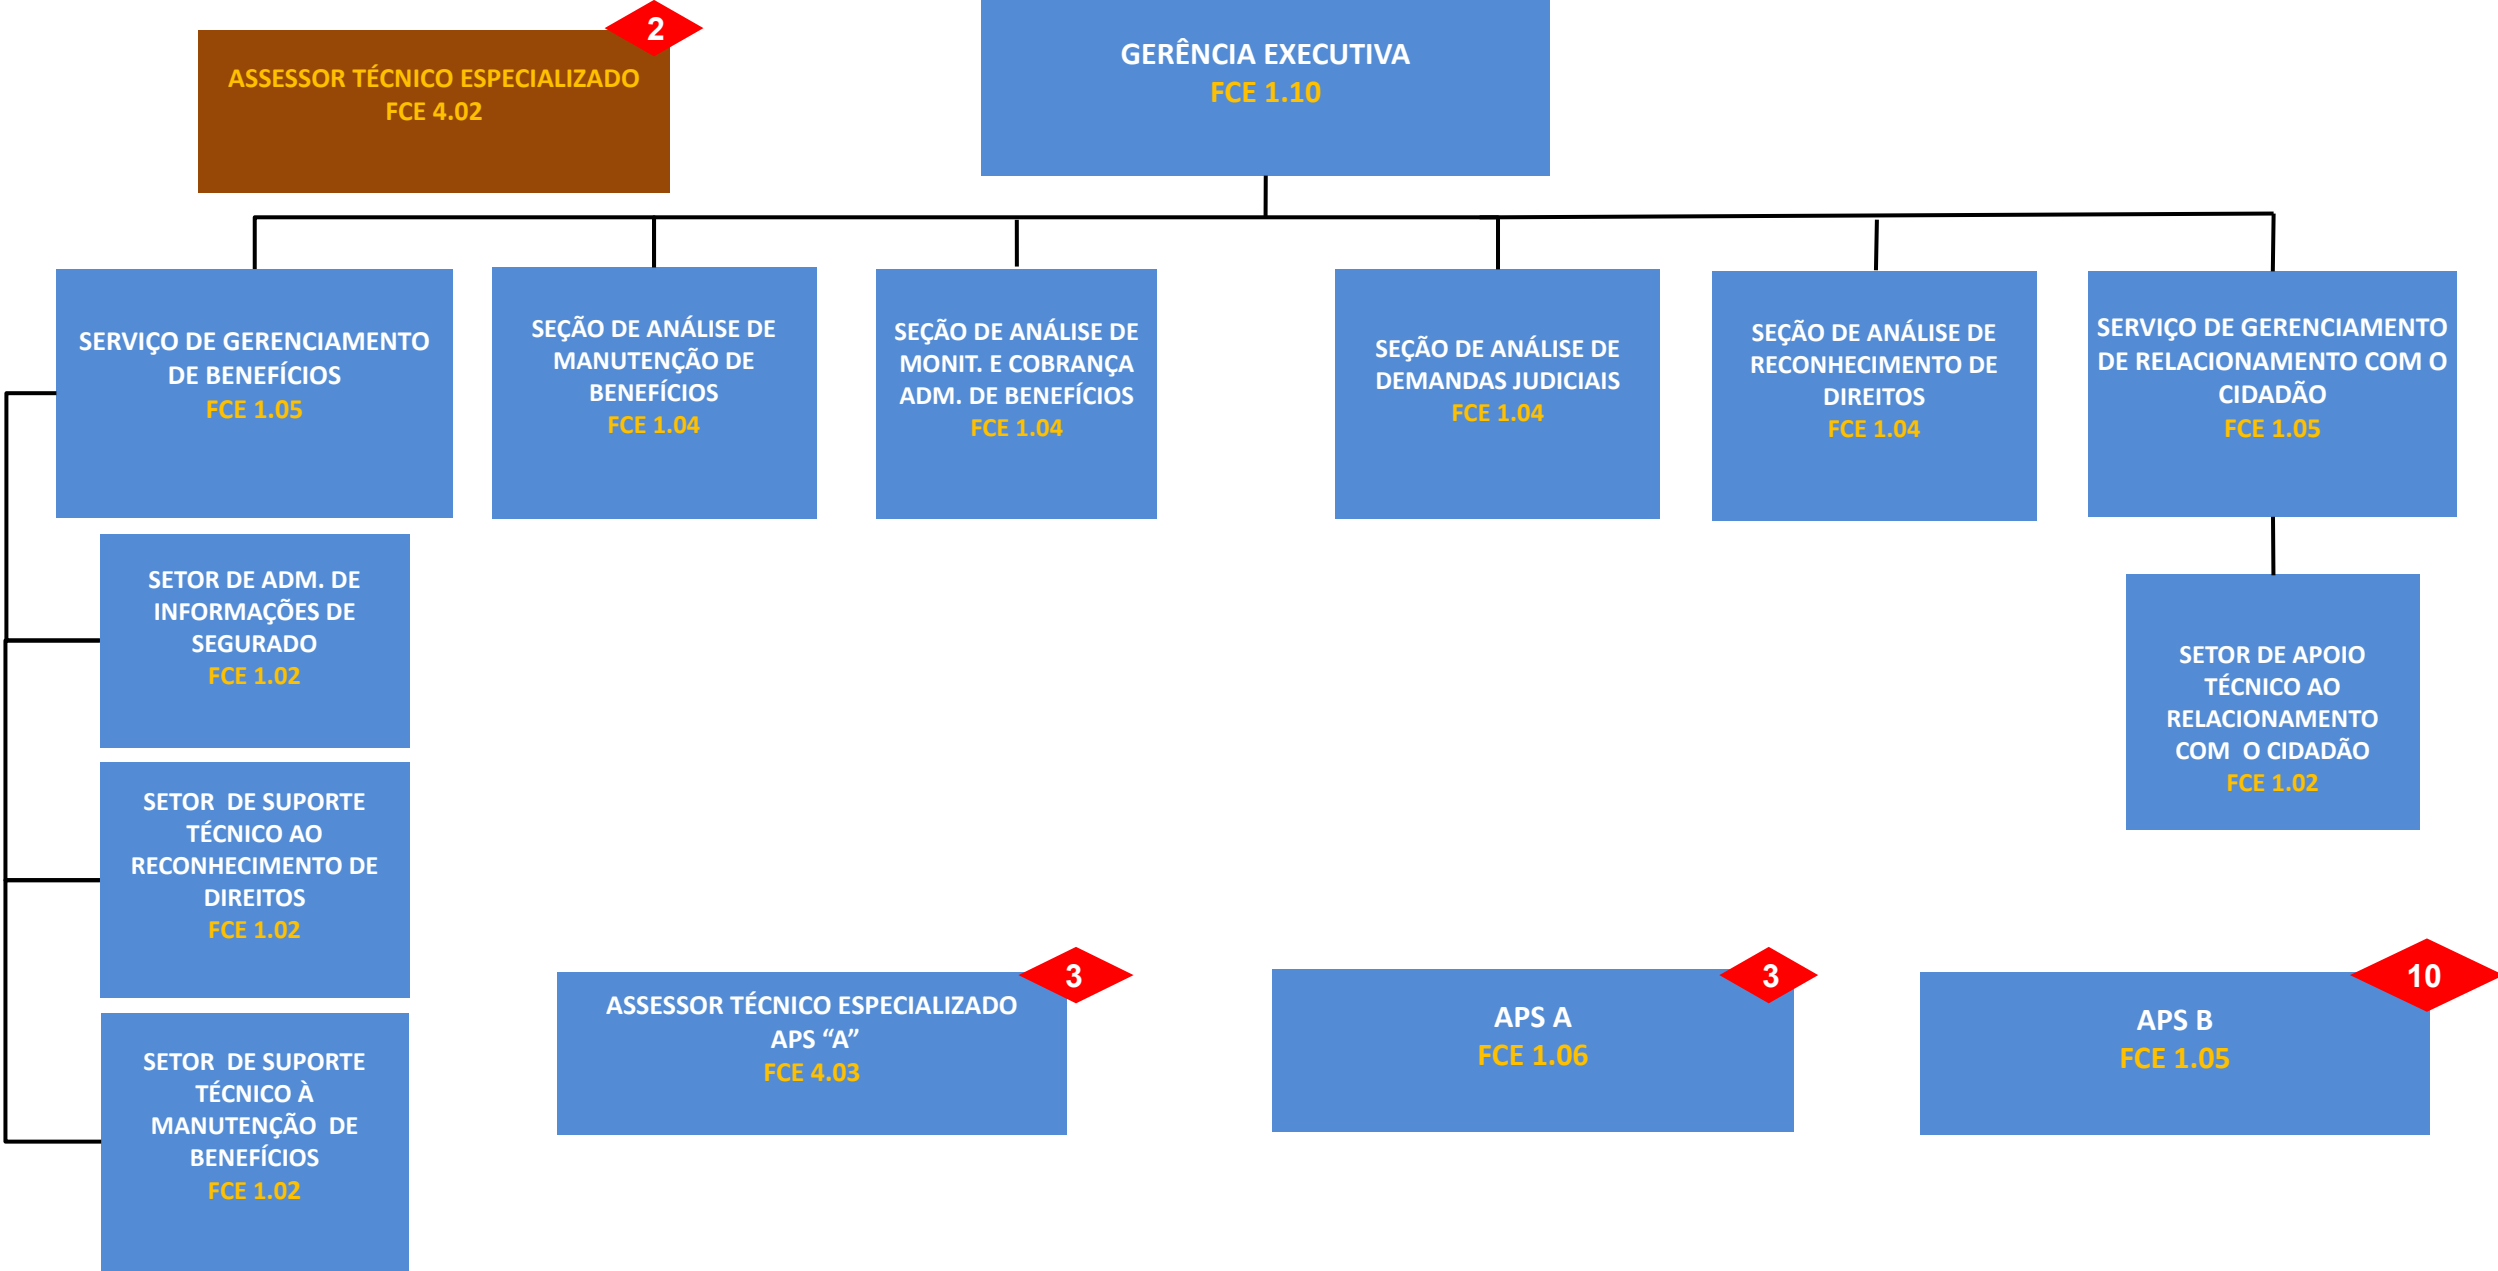 2
ASSESSOR TÉCNICO ESPECIALIZADO
FCE 4.02
GERÊNCIA EXECUTIVA
FCE 1.10
SERVIÇO DE GERENCIAMENTO
DE BENEFÍCIOS
FCE 1.05
SEÇÃO DE ANÁLISE DE
MANUTENÇÃO DE
BENEFÍCIOS
FCE 1.04
SEÇÃO DE ANÁLISE DE
MONIT. E COBRANÇA
ADM. DE BENEFÍCIOS
FCE 1.04
SEÇÃO DE ANÁLISE DE
DEMANDAS JUDICIAIS
FCE 1.04
SEÇÃO DE ANÁLISE DE
RECONHECIMENTO DE
DIREITOS
FCE 1.04
SERVIÇO DE GERENCIAMENTO
DE RELACIONAMENTO COM O
CIDADÃO
FCE 1.05
SETOR DE ADM. DE
INFORMAÇÕES DE
SEGURADO
FCE 1.02
SETOR DE APOIO
TÉCNICO AO
RELACIONAMENTO
COM  O CIDADÃO
FCE 1.02
SETOR  DE SUPORTE
TÉCNICO AO
RECONHECIMENTO DE
DIREITOS
FCE 1.02
SETOR  DE SUPORTE
TÉCNICO À
MANUTENÇÃO  DE
BENEFÍCIOS
FCE 1.02
3
ASSESSOR TÉCNICO ESPECIALIZADO
APS “A”
FCE 4.03
3
APS A
FCE 1.06
10
APS B
FCE 1.05